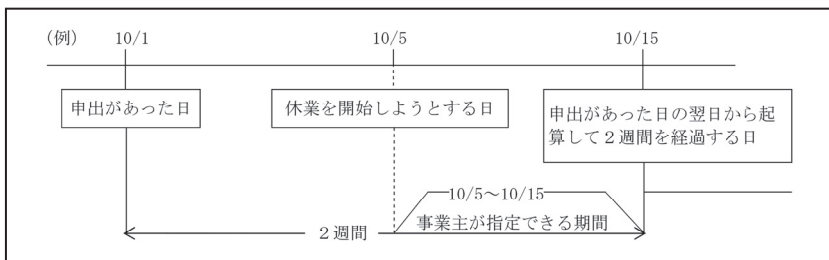 (例) 10/1 10/5 10/15
申出があった日
休業を開始しようとする日
申出があった日の翌日から起
算して2週間を経過する日
10/5～10/15
事業主が指定できる期間
2週間